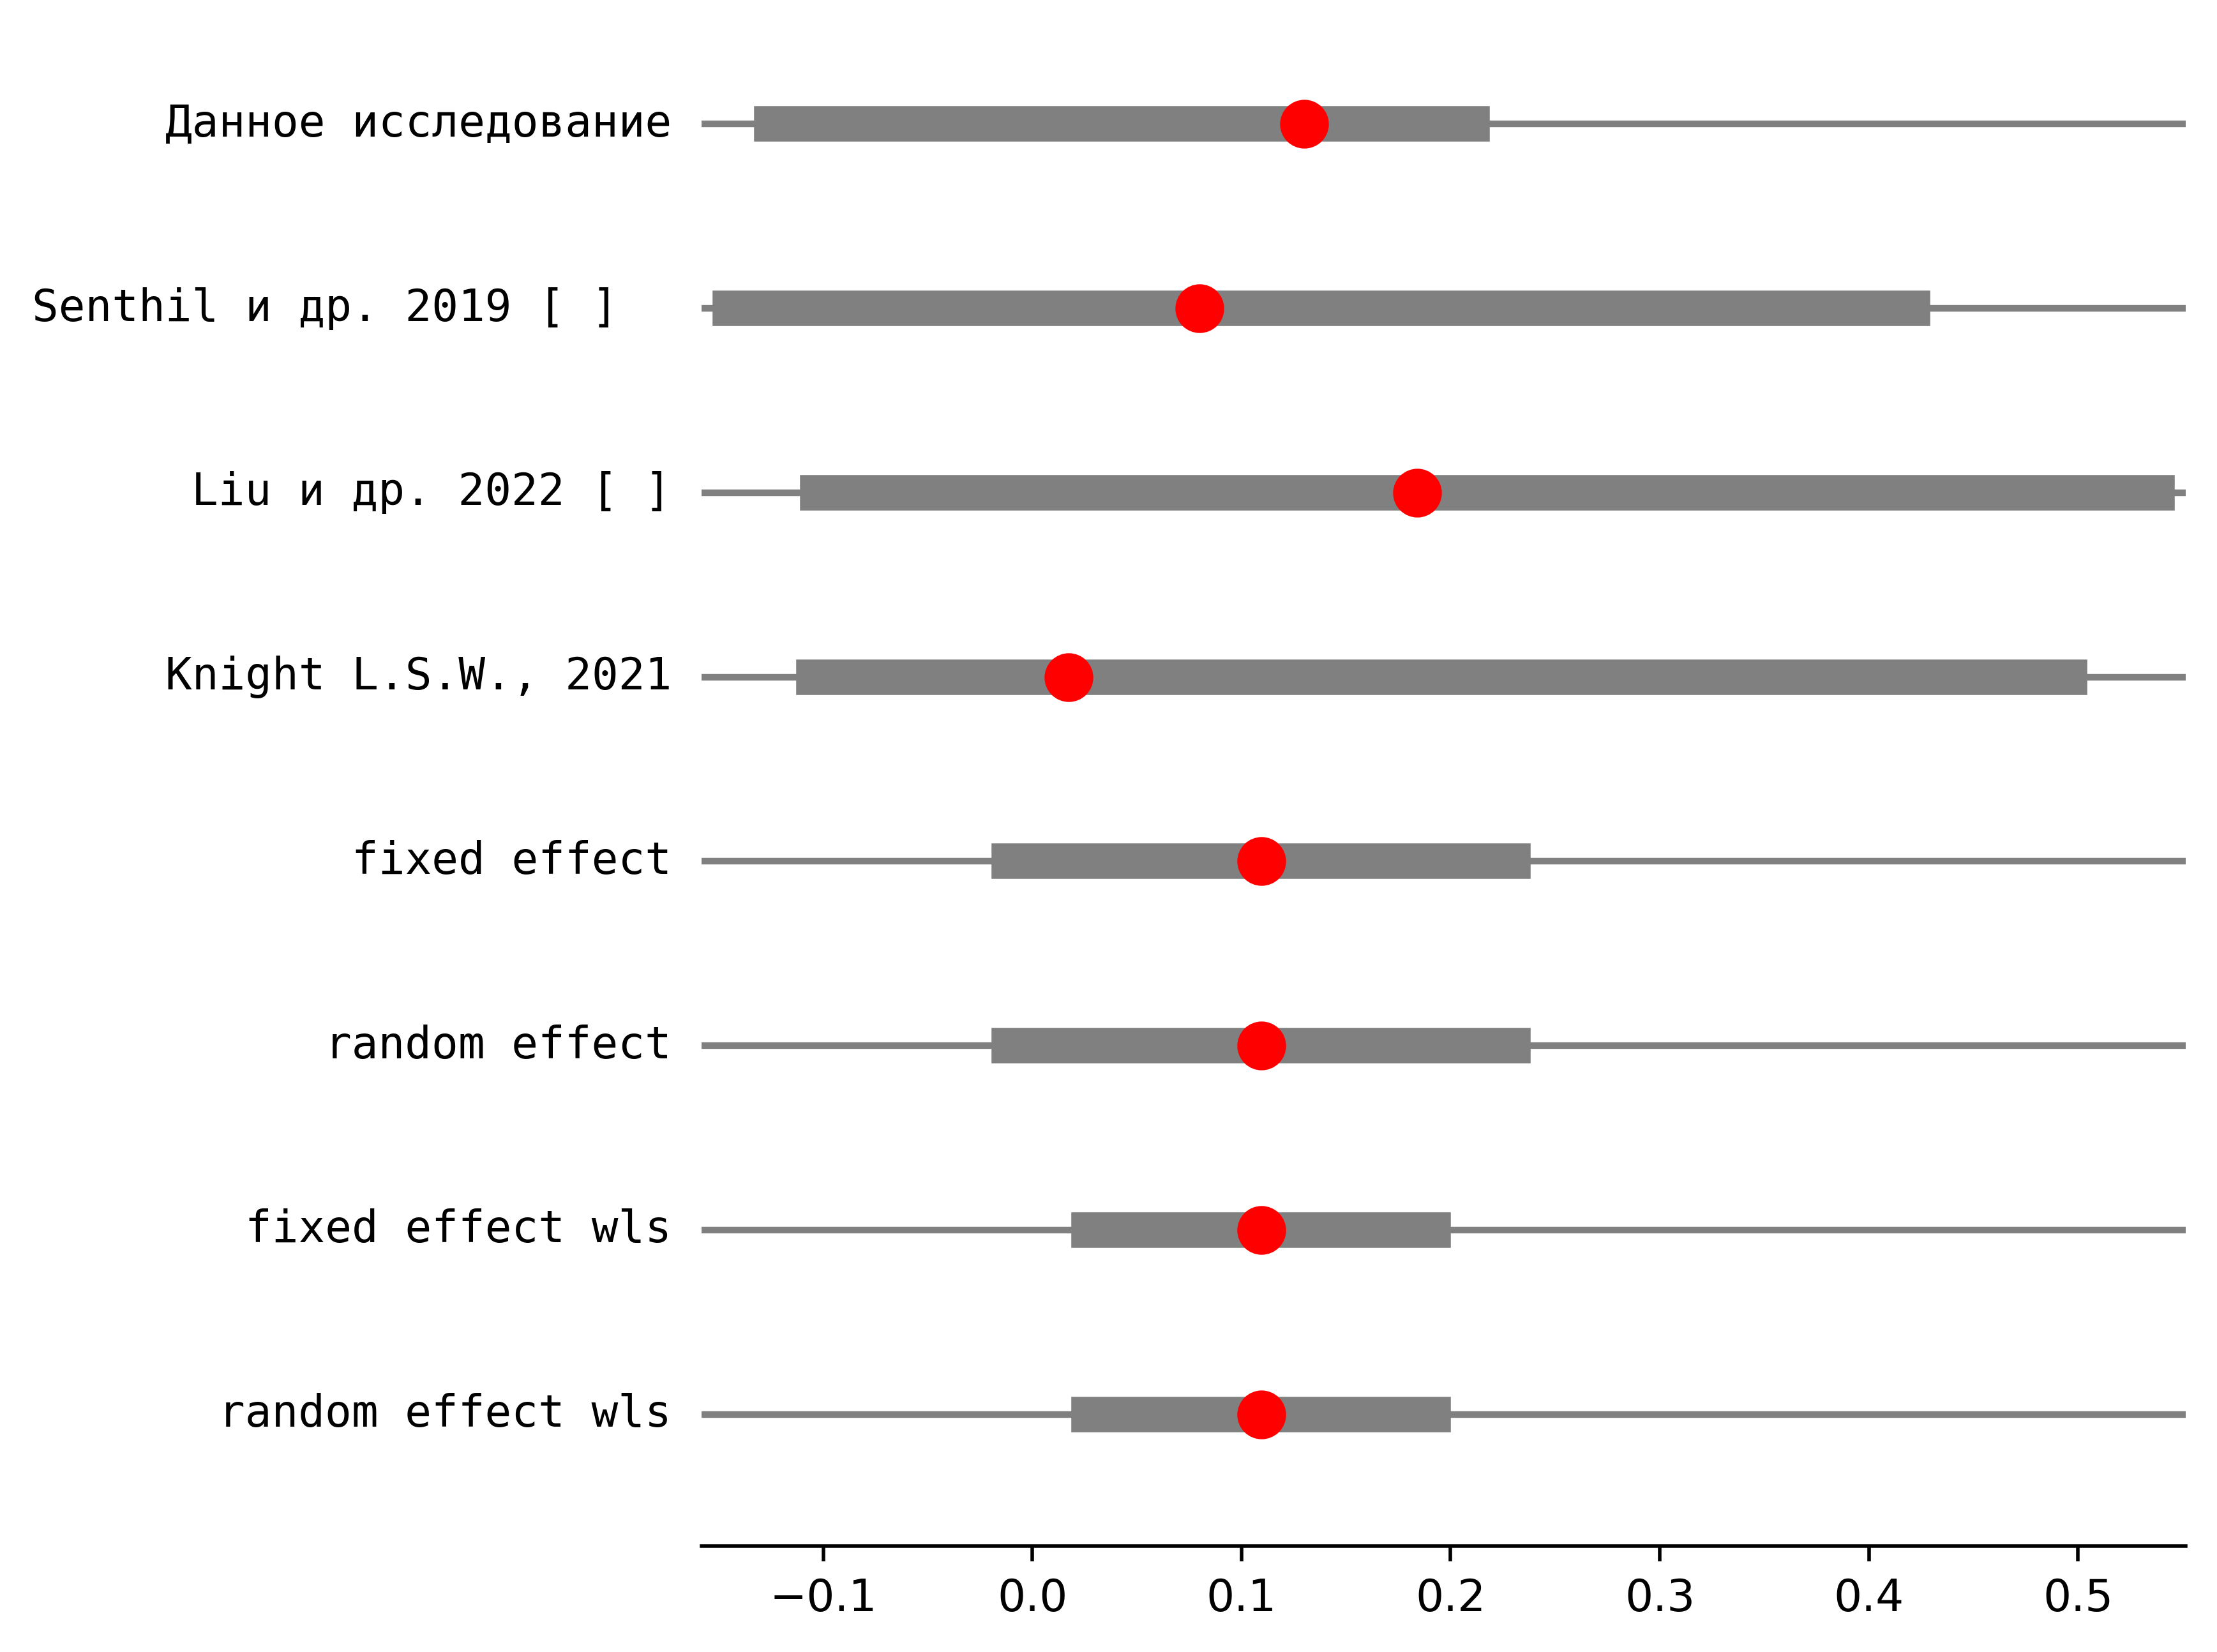 Данное исследование
Senthil и др. 2019 [ ]
Liu и др. 2022 [ ]
Knight L.S.W., 2021
fixed effect
random effect
fixed effect wls
random effect wls
−0.1 0.0 0.1 0.2 0.3 0.4 0.5